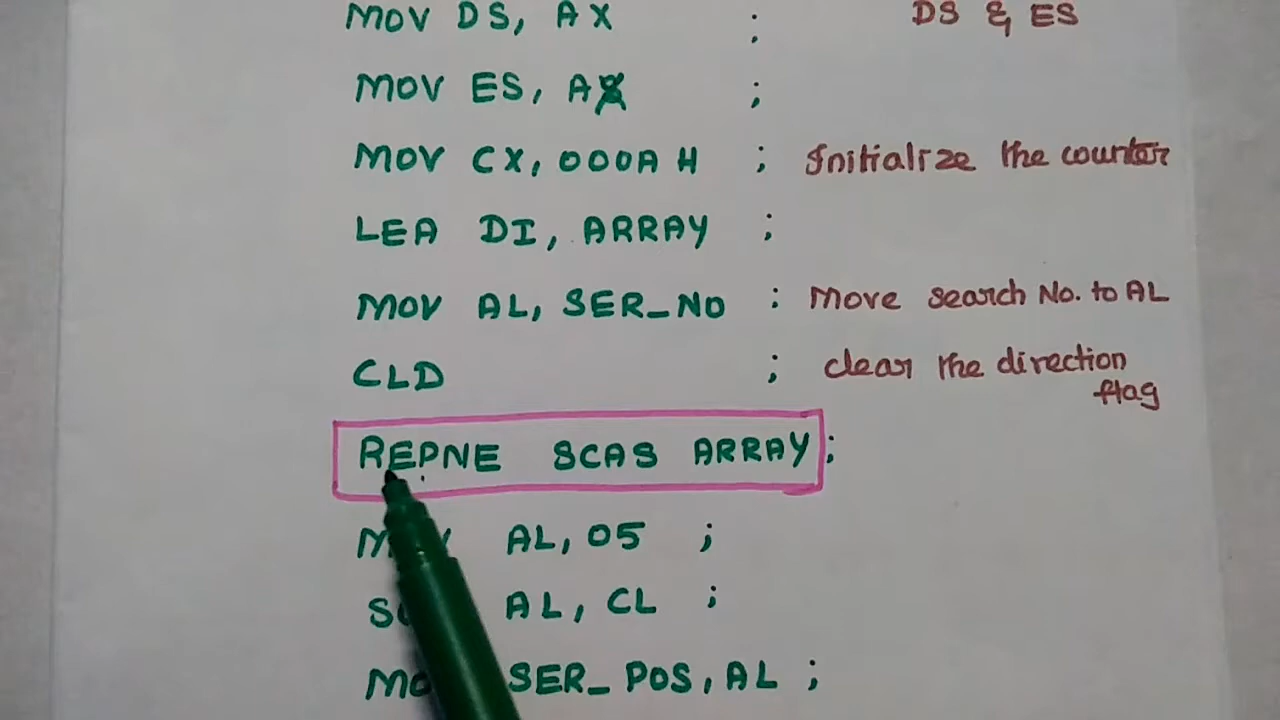 MOV DS, AX ; DS & ES
MOV ES, AX ;
MOV CX, 000A H ; Initialize the counter
LEA DI, ARRAY ;
MOV AL, SER_NO : Move search No. to AL
CLD ; clear the direction
flag
REPNE SCAS ARRAY ;
AL, 05 ;
AL, CL ;
SER_ POS, AL ;